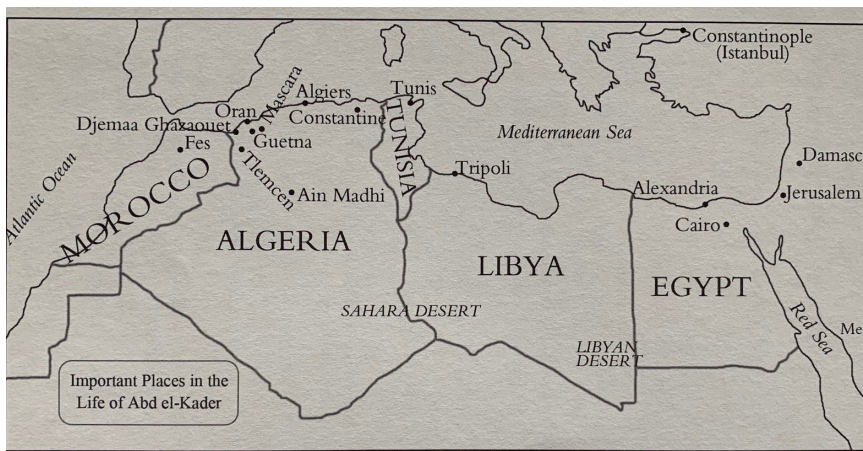 Constantinople
(Istanbul)
Mascara
Algiers
Tunis
Oran
Constantine
Djemaa Ghazaouet
Guetna
TUNISIA
Mediterranean Sea
Fes
Tlemcen
Damasc
Atlantic Ocean
MOROCCO
Tripoli
Ain Madhi
Alexandria
Jerusalem
Cairo
ALGERIA
LIBYA
EGYPT
SAHARA DESERT
Red Sea
Me
LIBYAN
DESERT
Important Places in the
Life of Abd el-Kader